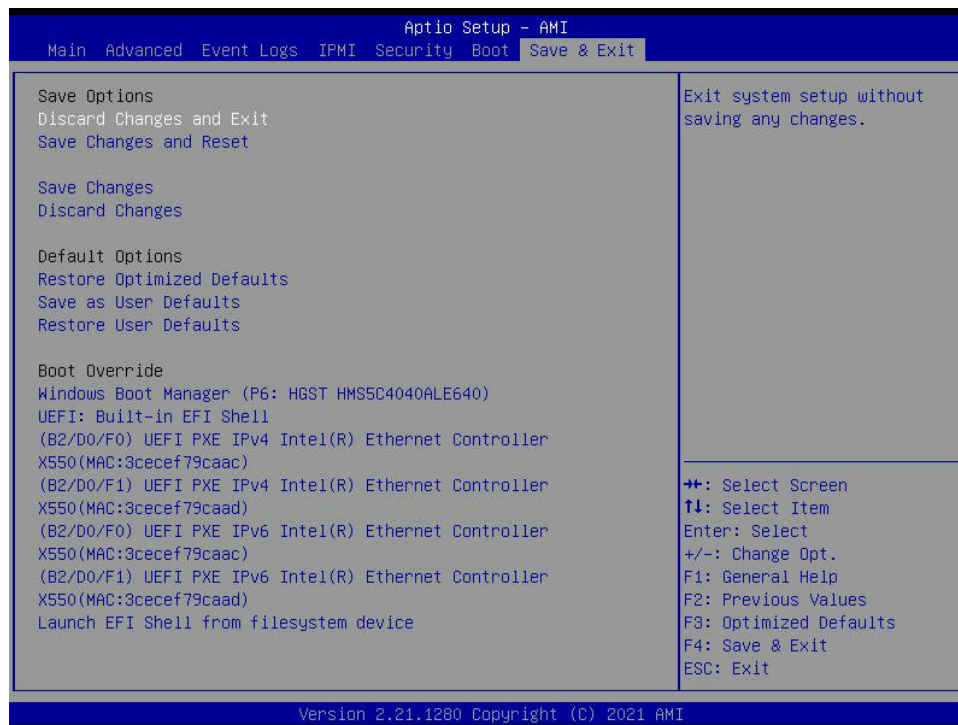 Aptio Setup – AMI
Main Advanced Event Logs IPMI Security Boot Save & Exit
Save Options
Discard Changes and Exit
Save Changes and Reset
Save Changes
Discard Changes
Default Options
Restore Optimized Defaults
Save as User Defaults
Restore User Defaults
Boot Override
Windows Boot Manager (P6: HGST HMS5C4040ALE640)
UEFI: Built-in EFI Shell
(B2/D0/F0) UEFI PXE IPv4 Intel(R) Ethernet Controller
X550(MAC:3cecef79caac)
(B2/D0/F1) UEFI PXE IPv4 Intel(R) Ethernet Controller
X550(MAC:3cecef79caad)
(B2/D0/F0) UEFI PXE IPv6 Intel(R) Ethernet Controller
X550(MAC:3cecef79caac)
(B2/D0/F1) UEFI PXE IPv6 Intel(R) Ethernet Controller
X550(MAC:3cecef79caad)
Launch EFI Shell from filesystem device
Exit system setup without
saving any changes.
→←: Select Screen
↑↓: Select Item
Enter: Select
+/-: Change Opt.
F1: General Help
F2: Previous Values
F3: Optimized Defaults
F4: Save & Exit
ESC: Exit
Version 2.21.1280 Copyright (C) 2021 AMI